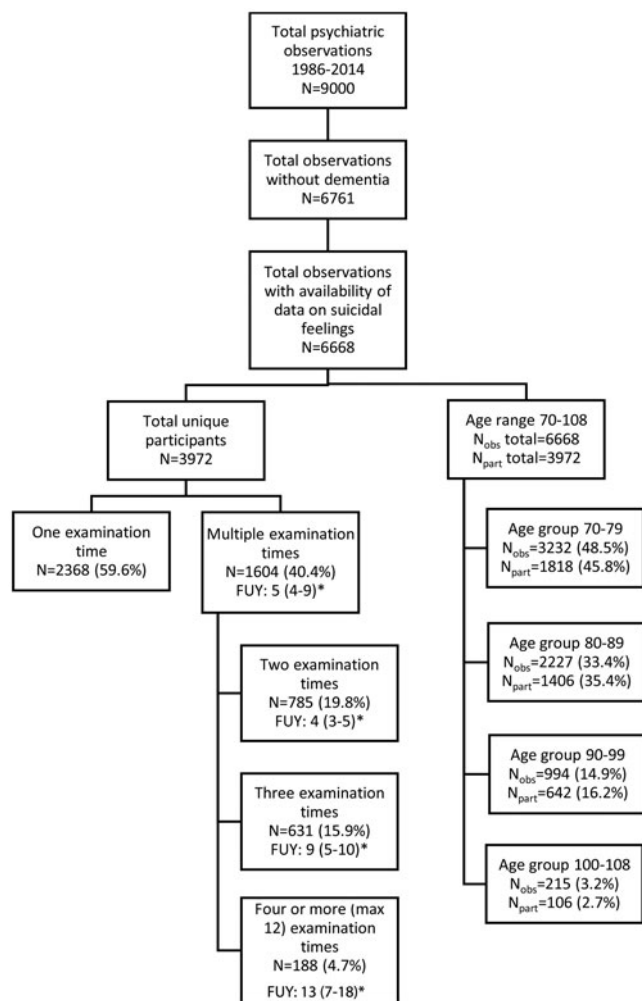 Total psychiatric
observations
1986-2014
N=9000
Total observations
without dementia
N=6761
Total observations
with availability of
data on suicidal
feelings
N=6668
Total unique
participants
N=3972
Age range 70-108
Nobs total=6668
Npart total=3972
One examination
time
N=2368 (59.6%)
Multiple examination
times
N=1604 (40.4%)
FUY: 5 (4-9)*
Two examination
times
N=785 (19.8%)
FUY: 4 (3-5)*
Three examination
times
N=631 (15.9%)
FUY: 9 (5-10)*
Four or more (max
12) examination
times
N=188 (4.7%)
FUY: 13 (7-18)*
Age group 70-79
Nobs=3232 (48.5%)
Npart=1818 (45.8%)
Age group 80-89
Nobs=2227 (33.4%)
Npart=1406 (35.4%)
Age group 90-99
Nobs=994 (14.9%)
Npart=642 (16.2%)
Age group 100-108
Nobs=215 (3.2%)
Npart=106 (2.7%)